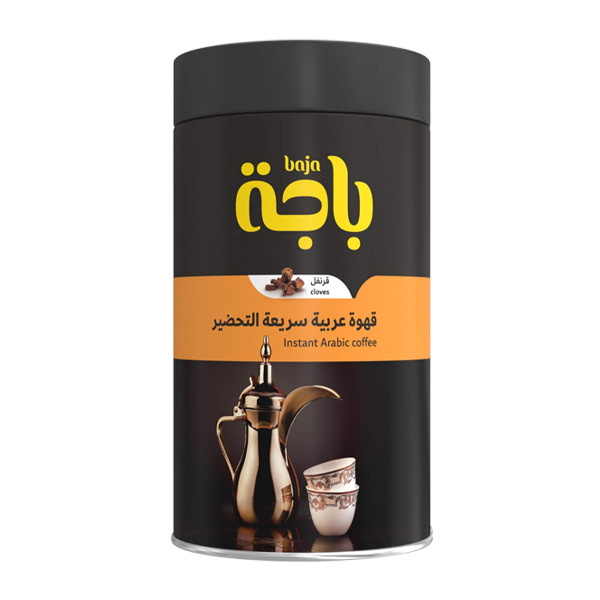 baja
باجة
قرنفل
cloves
قهوة عربية سريعة التحضير
Instant Arabic coffee